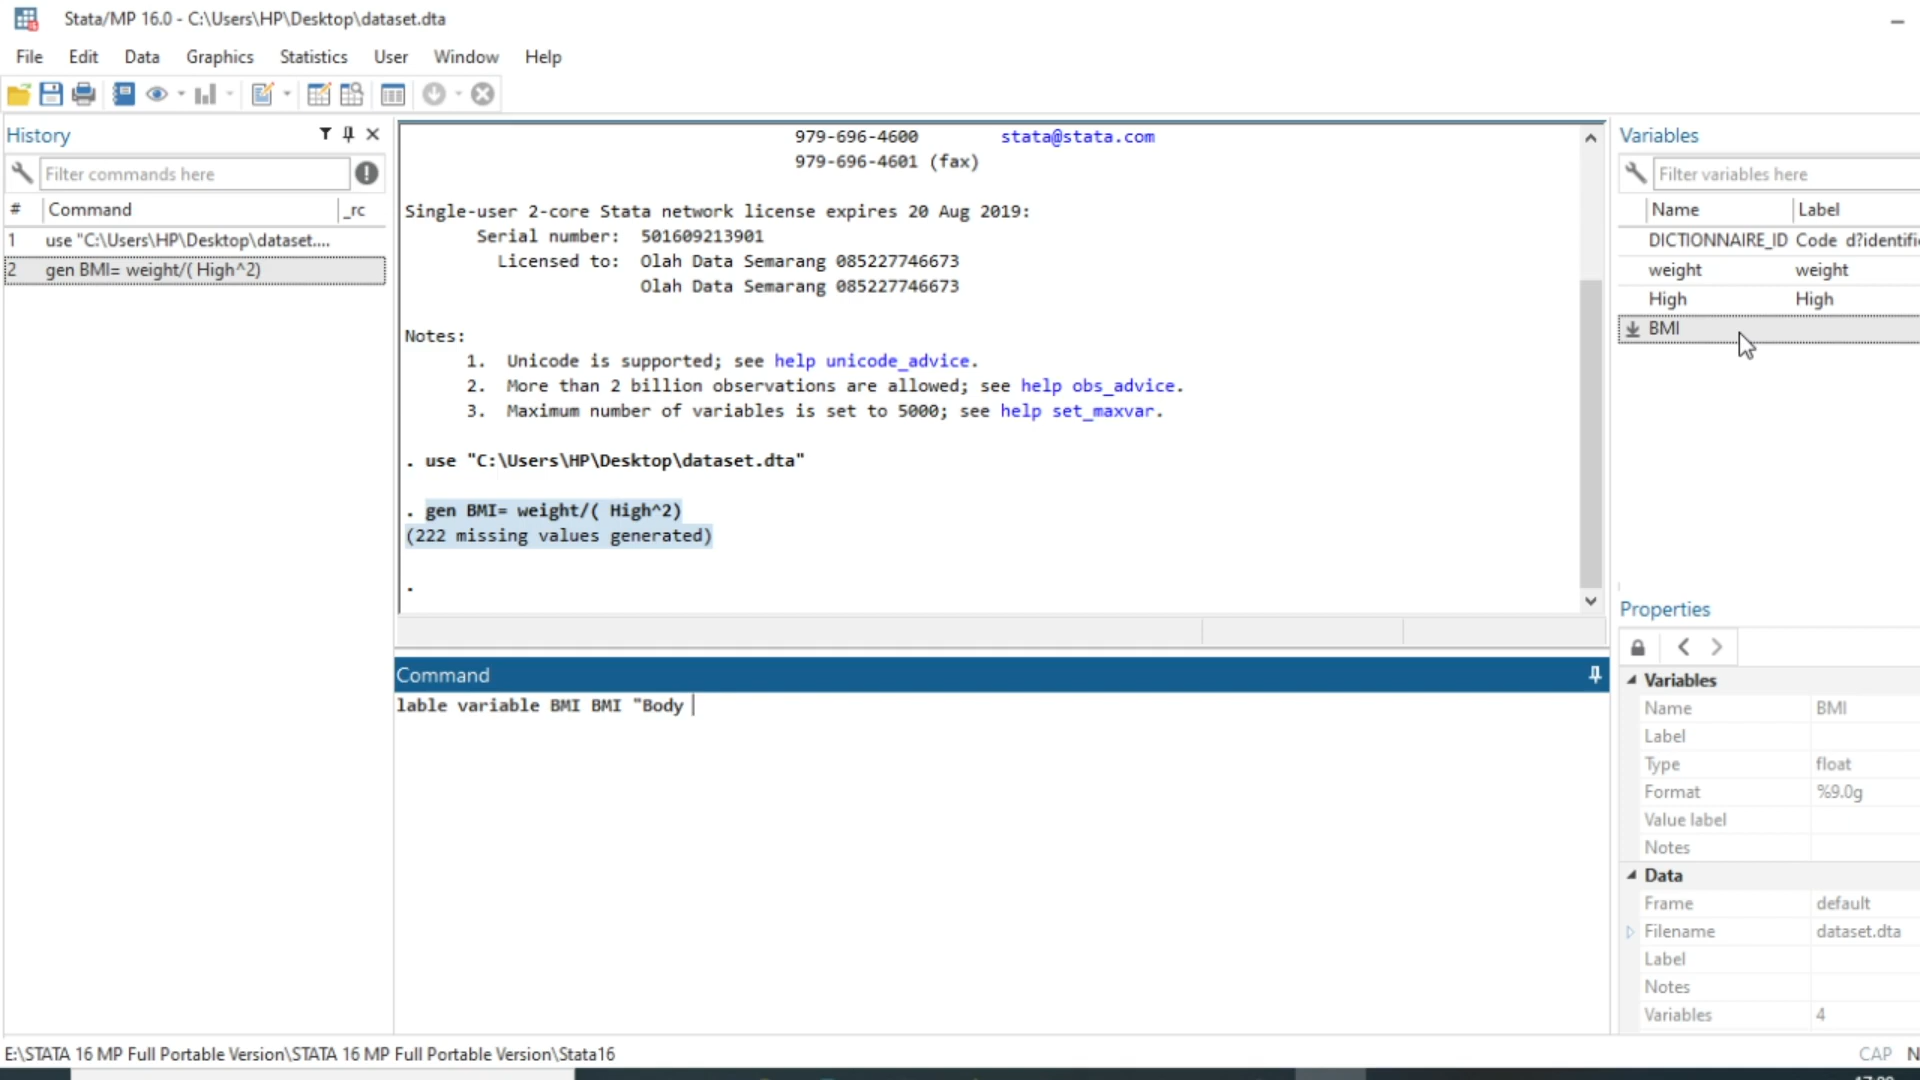 Stata/MP 16.0 - C:\Users\HP\Desktop\dataset.dta
File Edit Data Graphics Statistics User Window Help
History
Filter commands here
# Command _rc
1 use "C:\Users\HP\Desktop\dataset....
2 gen BMI= weight/( High^2)
979-696-4600 stata@stata.com
979-696-4601 (fax)
Single-user 2-core Stata network license expires 20 Aug 2019:
Serial number: 501609213901
Licensed to: Olah Data Semarang 085227746673
Olah Data Semarang 085227746673
Notes:
1. Unicode is supported; see help unicode_advice.
2. More than 2 billion observations are allowed; see help obs_advice.
3. Maximum number of variables is set to 5000; see help set_maxvar.
. use "C:\Users\HP\Desktop\dataset.dta"
. gen BMI= weight/( High^2)
(222 missing values generated)
.
Command
lable variable BMI BMI "Body
Variables
Filter variables here
Name Label
DICTIONNAIRE_ID Code d?identifi
weight weight
High High
BMI
Properties
Variables
Name BMI
Label
Type float
Format %9.0g
Value label
Notes
Data
Frame default
Filename dataset.dta
Label
Notes
Variables 4
E:\STATA 16 MP Full Portable Version\STATA 16 MP Full Portable Version\Stata16
CAP N